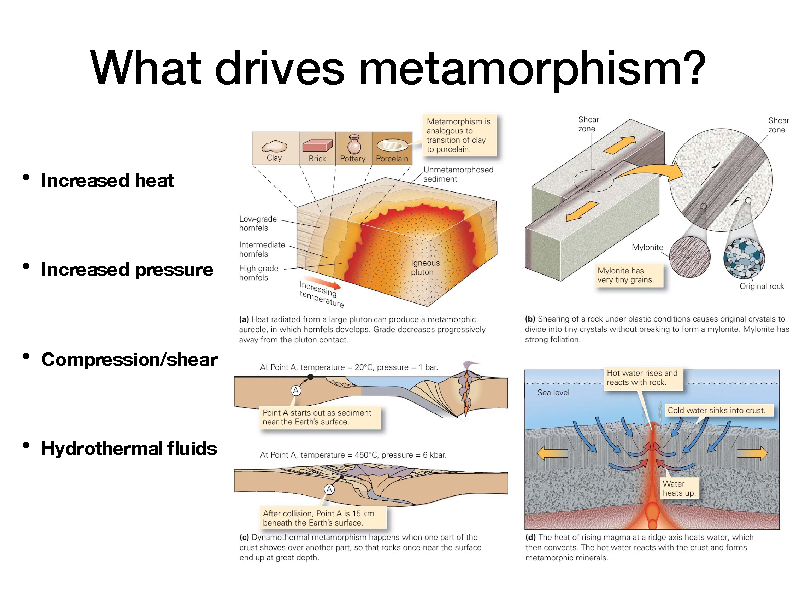 What drives metamorphism?
• Increased heat
• Increased pressure
• Compression/shear
• Hydrothermal fluids
Metamorphism is
analogous to
transition of clay
to porcelain.
Clay
Brick
Pottery
Porcelain
Unmetamorphosed
sediment
Low-grade
hornfels
Intermediate
hornfels
High-grade
hornfels
Igneous
pluton
Increasing
temperature
(a) Heat radiated from a large pluton can produce a metamorphic
aureole, in which hornfels develops. Grade decreases progressively
away from the pluton contact.
Shear
zone
Shear
zone
Mylonite
Mylonite has
very tiny grains.
Original rock
(b) Shearing of a rock under plastic conditions causes original crystals to
divide into tiny crystals without breaking to form a mylonite. Mylonite has
strong foliation.
At Point A, temperature = 20°C, pressure = 1 bar.
A
Point A starts out as sediment
near the Earth's surface.
At Point A, temperature = 450°C, pressure = 6 kbar.
A
After collision, Point A is 15 km
beneath the Earth's surface.
(c) Dynamothermal metamorphism happens when one part of the
crust shoves over another part, so that rocks once near the surface
end up at great depth.
Hot water rises and
reacts with rock.
Sea level
Cold water sinks into crust.
Water
heats up.
(d) The heat of rising magma at a ridge axis heats water, which
then convects. The hot water reacts with the crust and forms
metamorphic minerals.